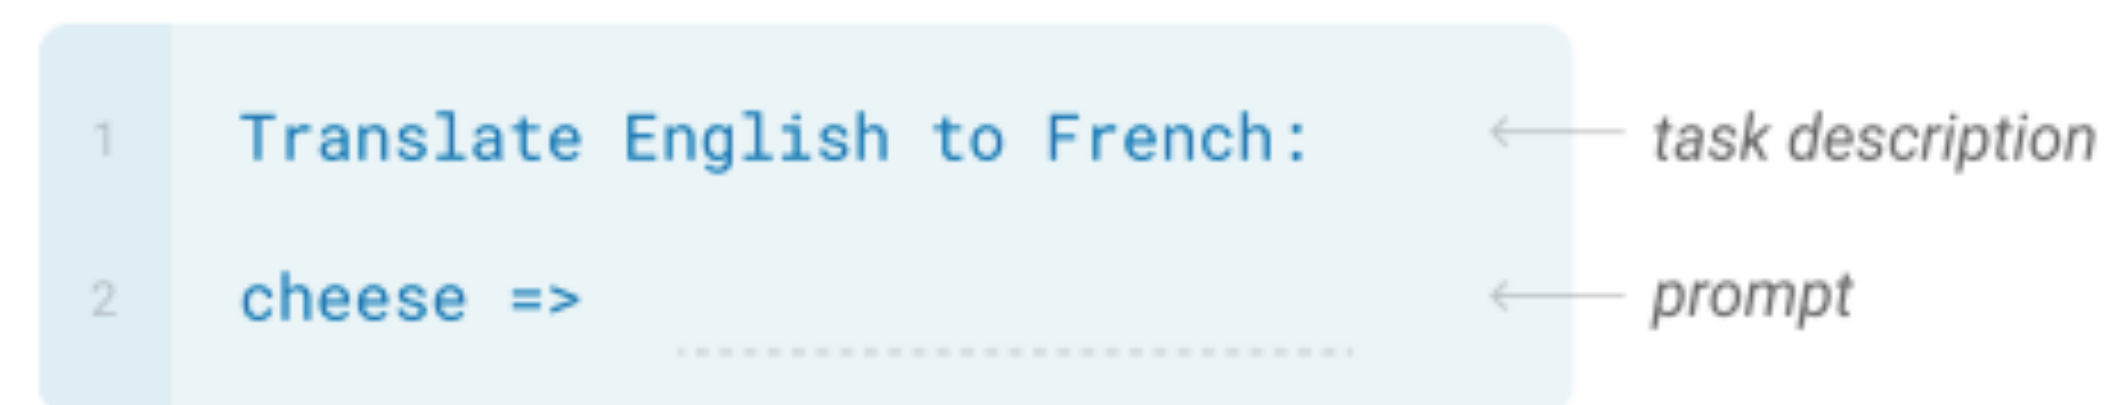 1 Translate English to French: ← task description
2 cheese => ← prompt